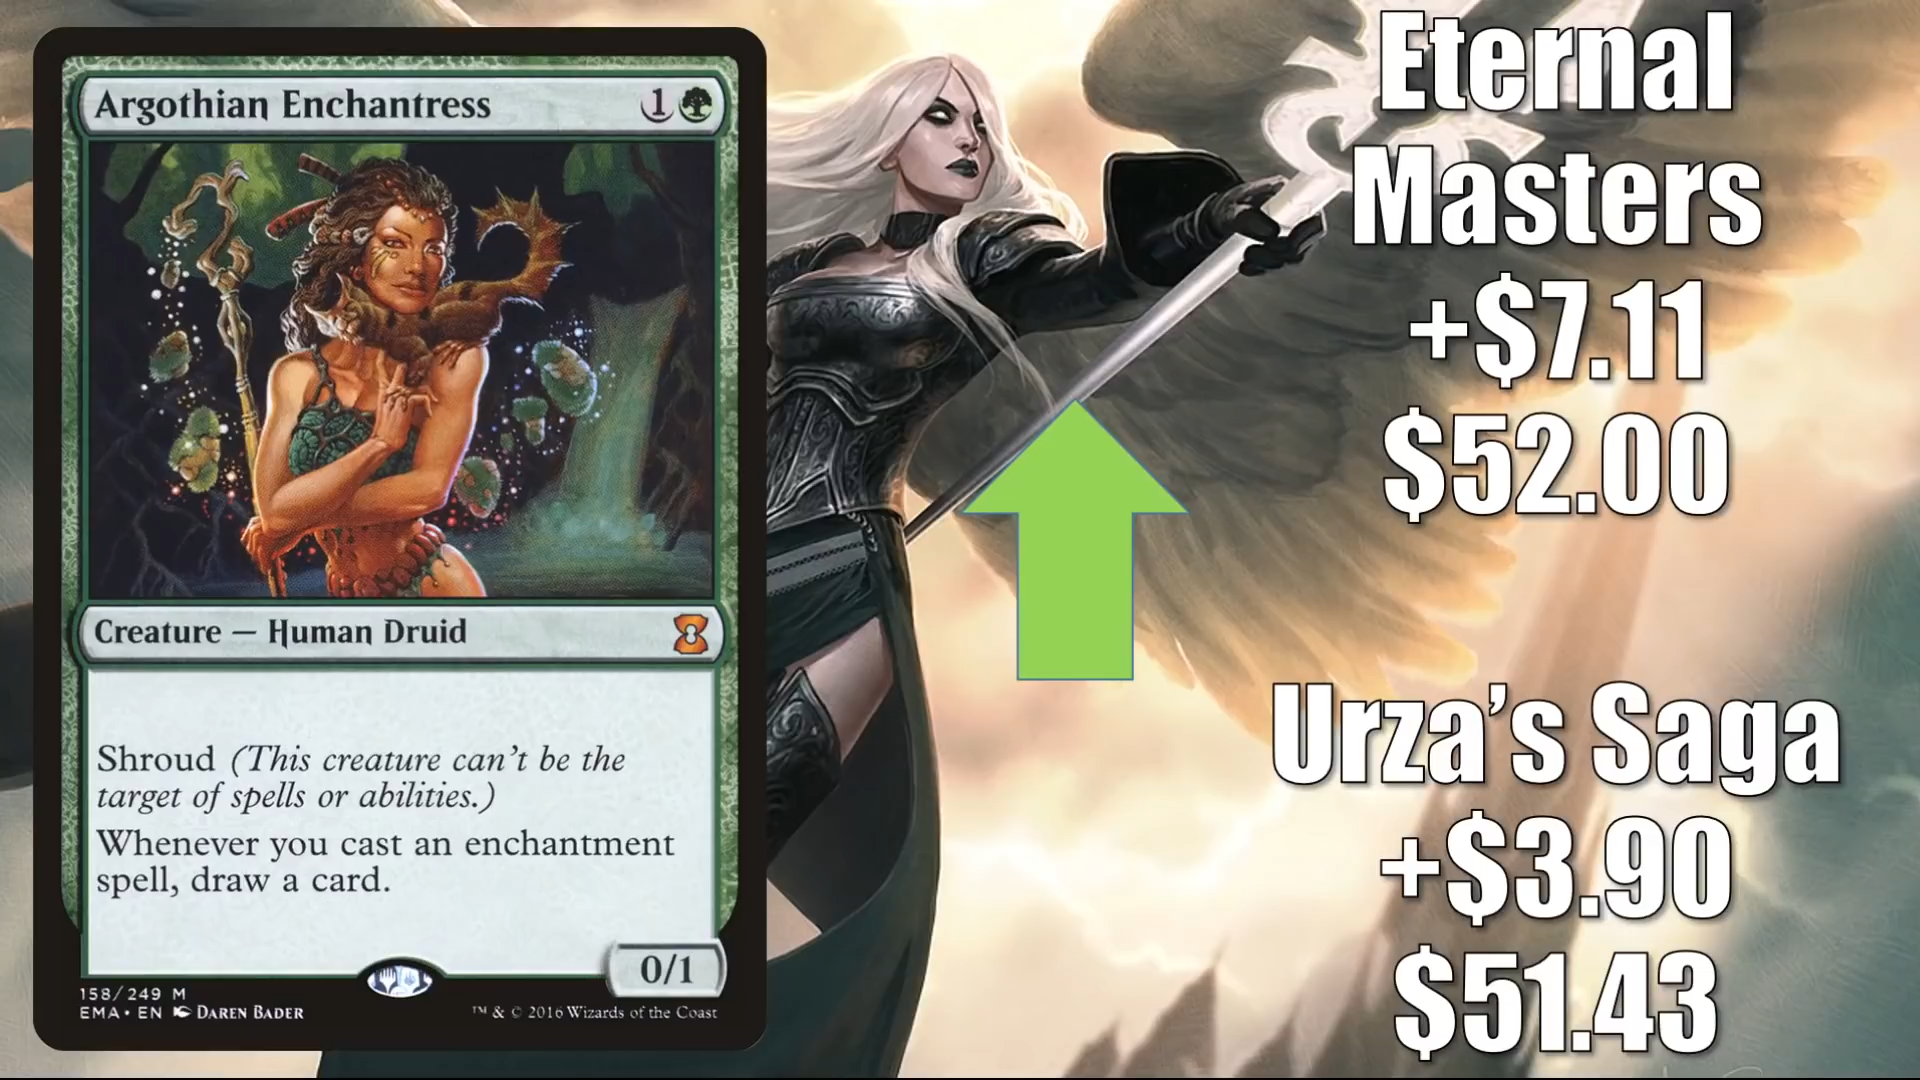 Argothian Enchantress 1
Creature — Human Druid
Shroud (This creature can't be the
target of spells or abilities.)
Whenever you cast an enchantment
spell, draw a card.
0/1
158/249 M
EMA • EN Daren Bader
™ & © 2016 Wizards of the Coast
Eternal
Masters
+$7.11
$52.00
Urza's Saga
+$3.90
$51.43